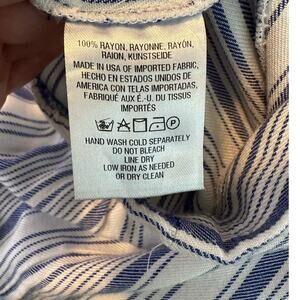 100% RAYON, RAYONNE, RAYÓN,
RAION, KUNSTSEIDE
MADE IN USA OF IMPORTED FABRIC,
HECHO EN ESTADOS UNIDOS DE
AMERICA CON TELAS IMPORTADAS,
FABRIQUÉ AUX É.-U. DU TISSUS
IMPORTÉS
HAND WASH COLD SEPARATELY
DO NOT BLEACH
LINE DRY
LOW IRON AS NEEDED
OR DRY CLEAN